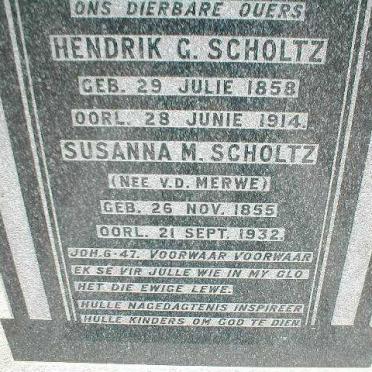 ONS DIERBARE OUERS
HENDRIK G. SCHOLTZ
GEB. 29 JULIE 1858
OORL. 28 JUNIE 1914.
SUSANNA M. SCHOLTZ
(NEE V.D. MERWE)
GEB. 26 NOV. 1855
OORL. 21 SEPT. 1932.
JOH.6-47. VOORWAAR VOORWAAR
EK SE VIR JULLE WIE IN MY GLO
HET DIE EWIGE LEWE.
HULLE NAGEDAGTENIS INSPIREER
HULLE KINDERS OM GOD TE DIEN